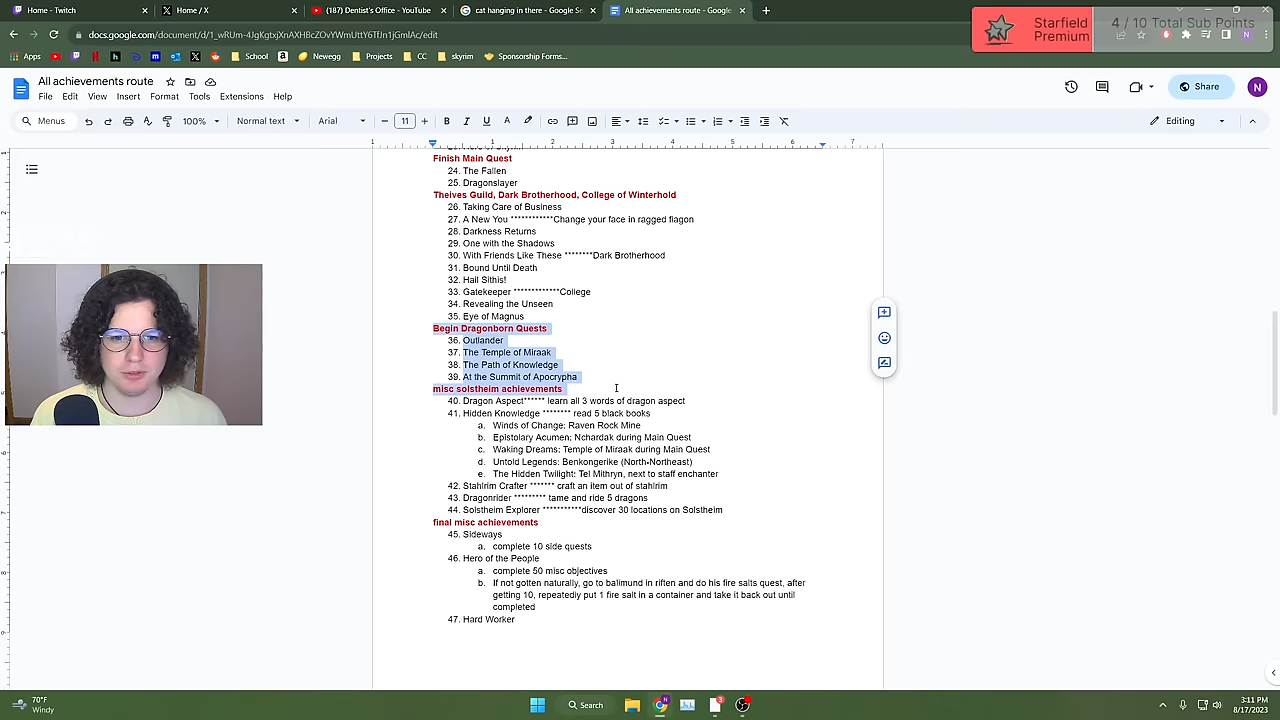 Home - Twitch
Home / X
(187) Dentist's Office - YouTube
cat hanging in there - Google Se
All achievements route - Google
Starfield
Premium
4 / 10 Total Sub Points
docs.google.com/document/d/1_wRUm-4JgKgtxjXnAXH8cZOvYWmUttY6TfJn1jGmIAc/edit
Apps
School
Newegg
Projects
CC
skyrim
Sponsorship Forms...
All achievements route
File Edit View Insert Format Tools Extensions Help
Share
N
Menus
100%
Normal text
Arial
11
B I U A
Editing
1 1 2 3 4 5 6 7
Finish Main Quest
24. The Fallen
25. Dragonslayer
Theives Guild, Dark Brotherhood, College of Winterhold
26. Taking Care of Business
27. A New You ************Change your face in ragged flagon
28. Darkness Returns
29. One with the Shadows
30. With Friends Like These ********Dark Brotherhood
31. Bound Until Death
32. Hail Sithis!
33. Gatekeeper *************College
34. Revealing the Unseen
35. Eye of Magnus
Begin Dragonborn Quests
36. Outlander
37. The Temple of Miraak
38. The Path of Knowledge
39. At the Summit of Apocrypha
misc solstheim achievements
40. Dragon Aspect****** learn all 3 words of dragon aspect
41. Hidden Knowledge ******** read 5 black books
a. Winds of Change: Raven Rock Mine
b. Epistolary Acumen: Nchardak during Main Quest
c. Waking Dreams: Temple of Miraak during Main Quest
d. Untold Legends: Benkongerike (North-Northeast)
e. The Hidden Twilight: Tel Mithryn, next to staff enchanter
42. Stahlrim Crafter ******* craft an item out of stahlrim
43. Dragonrider ********* tame and ride 5 dragons
44. Solstheim Explorer ***********discover 30 locations on Solstheim
final misc achievements
45. Sideways
a. complete 10 side quests
46. Hero of the People
a. complete 50 misc objectives
b. If not gotten naturally, go to balimund in riften and do his fire salts quest, after
getting 10, repeatedly put 1 fire salt in a container and take it back out until
completed
47. Hard Worker
70°F
Windy
Search
3:11 PM
8/17/2023